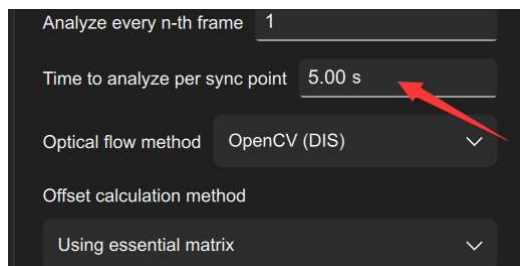 Analyze every n-th frame 1
Time to analyze per sync point 5.00 s
Optical flow method OpenCV (DIS)
Offset calculation method
Using essential matrix